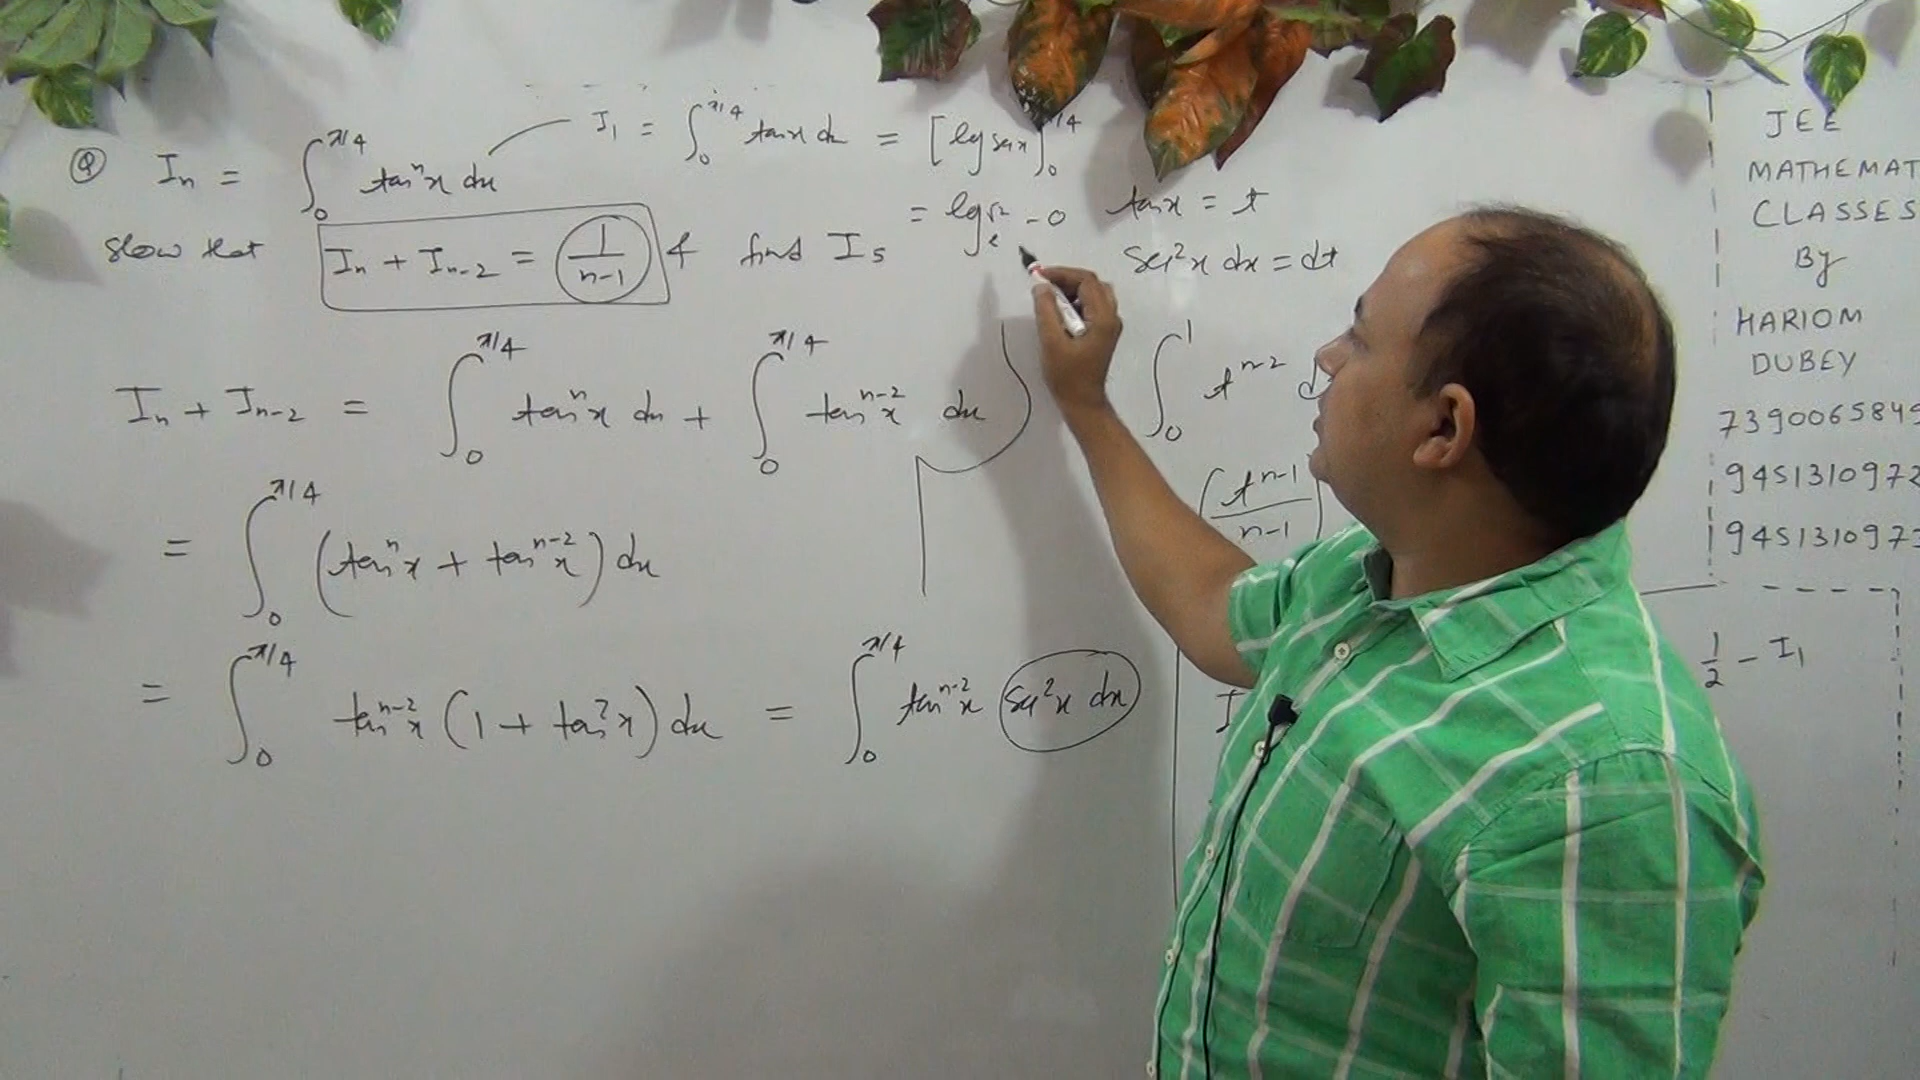 Q Iₙ = ∫₀^π/4 tanⁿx dx
I₁ = ∫₀^π/4 tanx dx = [log secx]₀^π/4
= logₑ√2 - 0
show that Iₙ + Iₙ₋₂ = 1/(n-1) & find I₅
tanx = t
sec²x dx = dt
Iₙ + Iₙ₋₂ = ∫₀^π/4 tanⁿx dx + ∫₀^π/4 tanⁿ⁻²x dx
∫₀^1 tⁿ⁻²
= ∫₀^π/4 (tanⁿx + tanⁿ⁻²x) dx
(tⁿ⁻¹/(n-1))
= ∫₀^π/4 tanⁿ⁻²x (1 + tan²x) dx = ∫₀^π/4 tanⁿ⁻²x sec²x dx
1/2 - I₁
JEE
MATHEMAT
CLASSES
By
HARIOM
DUBEY
7390065849
9451310972
945131097